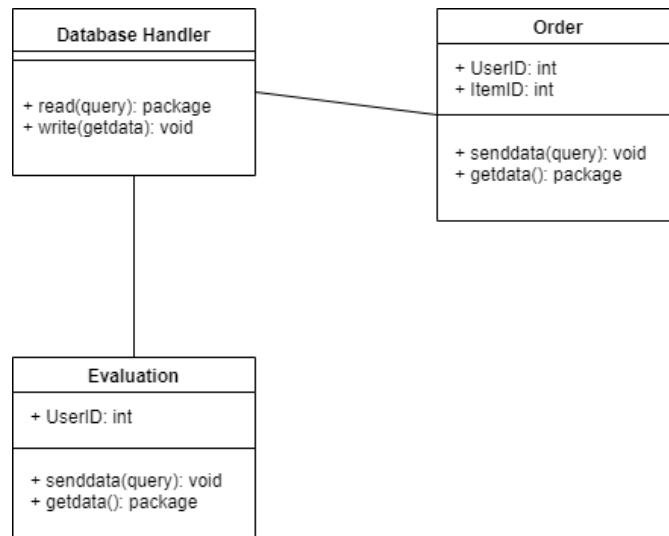 Database Handler
+ read(query): package
+ write(getdata): void
Order
+ UserID: int
+ ItemID: int
+ senddata(query): void
+ getdata(): package
Evaluation
+ UserID: int
+ senddata(query): void
+ getdata(): package